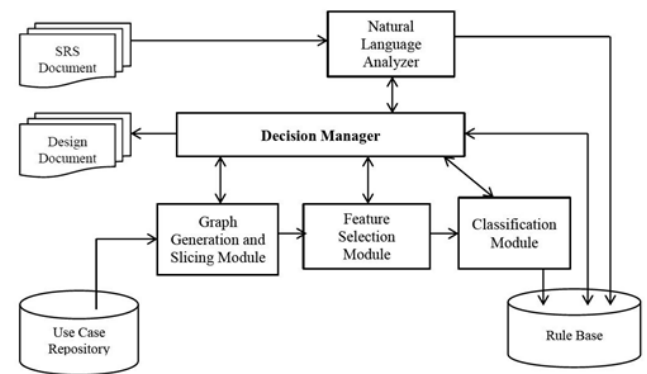 SRS
Document
Natural
Language
Analyzer
Design
Document
Decision Manager
Graph
Generation and
Slicing Module
Feature
Selection
Module
Classification
Module
Use Case
Repository
Rule Base